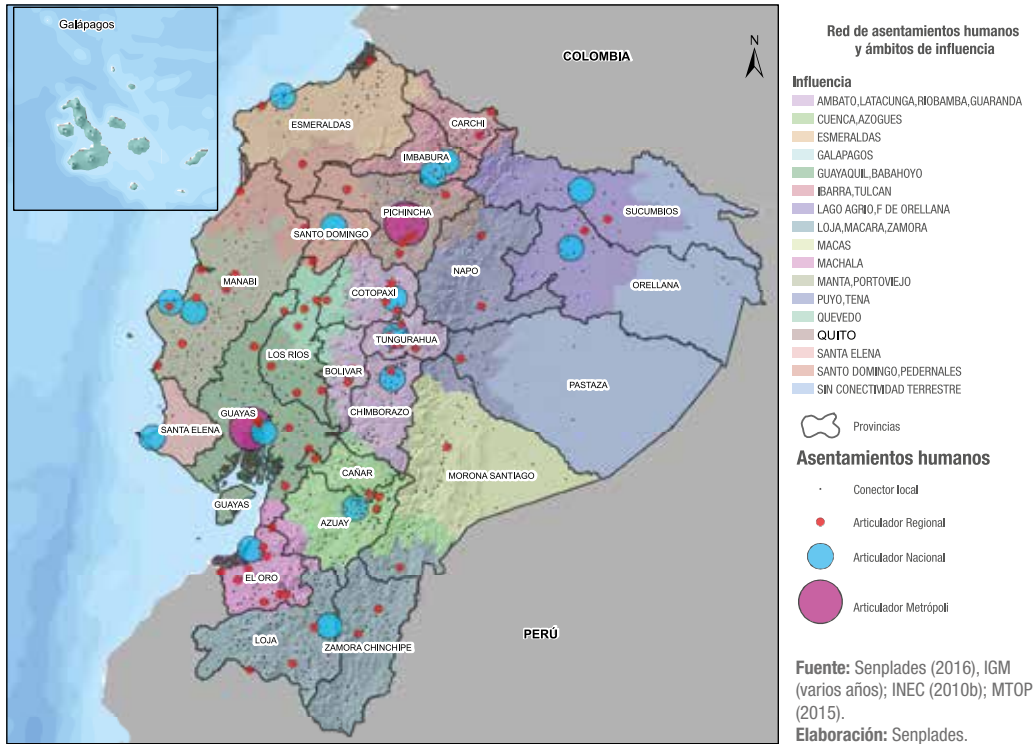 Galápagos
COLOMBIA
N
ESMERALDAS
CARCHI
IMBABURA
SUCUMBIOS
PICHINCHA
SANTO DOMINGO
NAPO
MANABI
ORELLANA
COTOPAXI
TUNGURAHUA
LOS RIOS
BOLIVAR
PASTAZA
CHIMBORAZO
GUAYAS
SANTA ELENA
CAÑAR
MORONA SANTIAGO
GUAYAS
AZUAY
EL ORO
LOJA
ZAMORA CHINCHIPE
PERÚ
Red de asentamientos humanos
y ámbitos de influencia
Influencia
AMBATO,LATACUNGA,RIOBAMBA,GUARANDA
CUENCA,AZOGUES
ESMERALDAS
GALAPAGOS
GUAYAQUIL,BABAHOYO
IBARRA,TULCAN
LAGO AGRIO,F DE ORELLANA
LOJA,MACARA,ZAMORA
MACAS
MACHALA
MANTA,PORTOVIEJO
PUYO,TENA
QUEVEDO
QUITO
SANTA ELENA
SANTO DOMINGO,PEDERNALES
SIN CONECTIVIDAD TERRESTRE
Provincias
Asentamientos humanos
Conector local
Articulador Regional
Articulador Nacional
Articulador Metrópoli
Fuente: Senplades (2016), IGM
(varios años); INEC (2010b); MTOP
(2015).
Elaboración: Senplades.